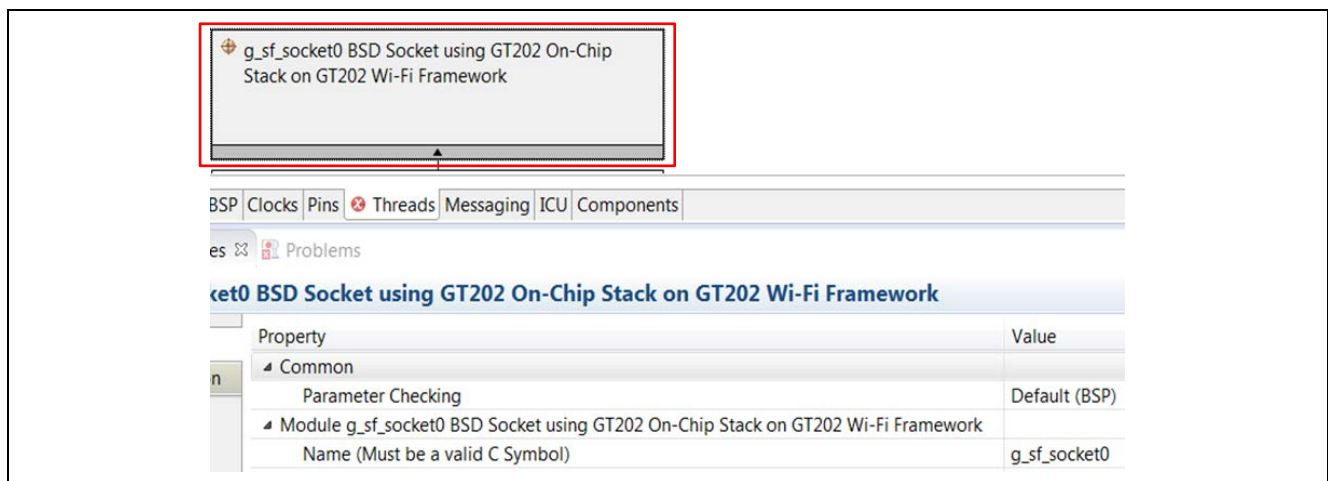 g_sf_socket0 BSD Socket using GT202 On-Chip
Stack on GT202 Wi-Fi Framework
BSP Clocks Pins Threads Messaging ICU Components
es Problems
ket0 BSD Socket using GT202 On-Chip Stack on GT202 Wi-Fi Framework
Property Value
n Common
Parameter Checking Default (BSP)
Module g_sf_socket0 BSD Socket using GT202 On-Chip Stack on GT202 Wi-Fi Framework
Name (Must be a valid C Symbol) g_sf_socket0